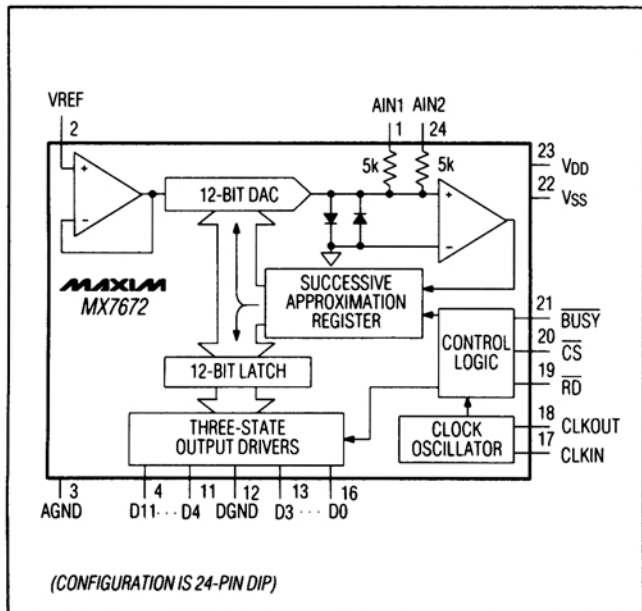 VREF
2
AIN1 AIN2
1 24
5k 5k
23 VDD
22 VSS
+
−
12-BIT DAC
+
−
MAXIM
MX7672
SUCCESSIVE
APPROXIMATION
REGISTER
21 BUSY
20 CS
19 RD
CONTROL
LOGIC
12-BIT LATCH
THREE-STATE
OUTPUT DRIVERS
CLOCK
OSCILLATOR
18 CLKOUT
17 CLKIN
3 4 11 12 13 16
AGND D11···D4 DGND D3···D0
(CONFIGURATION IS 24-PIN DIP)